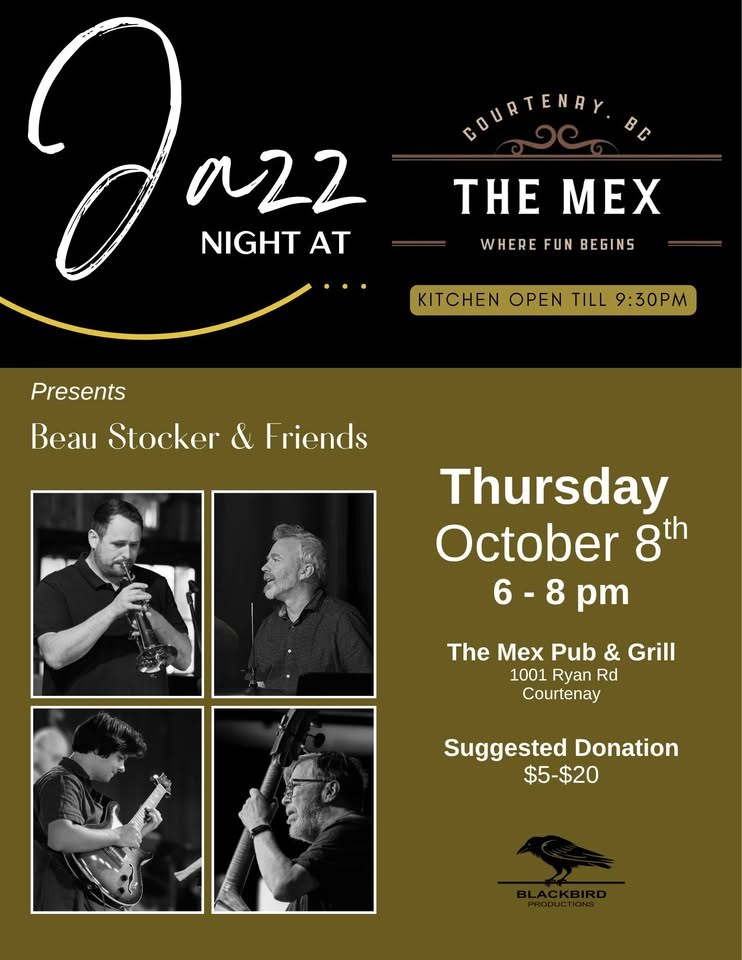 Jazz
NIGHT AT
COURTENAY, BC
THE MEX
WHERE FUN BEGINS
KITCHEN OPEN TILL 9:30PM
Presents
Beau Stocker & Friends
Thursday
October 8th
6 - 8 pm
The Mex Pub & Grill
1001 Ryan Rd
Courtenay
Suggested Donation
$5-$20
BLACKBIRD
PRODUCTIONS